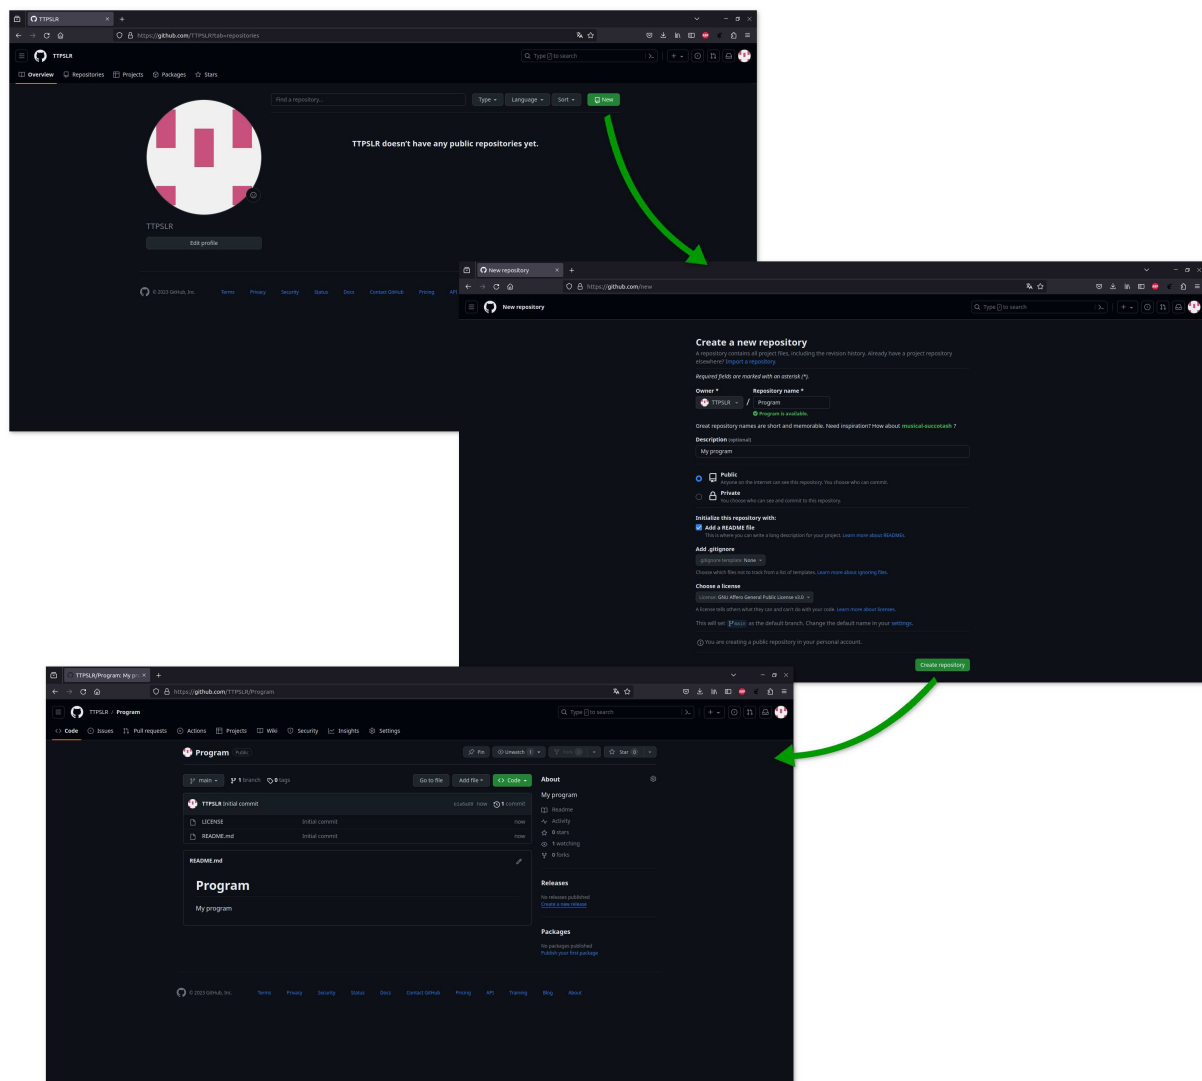 TTPSLR
https://github.com/TTPSLR?tab=repositories
TTPSLR
Type / to search
Overview Repositories Projects Packages Stars
Find a repository...
Type Language Sort New
TTPSLR doesn't have any public repositories yet.
TTPSLR
Edit profile
© 2023 GitHub, Inc. Terms Privacy Security Status Docs Contact GitHub Pricing API
New repository
https://github.com/new
New repository
Type / to search
Create a new repository
A repository contains all project files, including the revision history. Already have a project repository
elsewhere? Import a repository.
Required fields are marked with an asterisk (*).
Owner * Repository name *
TTPSLR / Program
Program is available.
Great repository names are short and memorable. Need inspiration? How about musical-succotash ?
Description (optional)
My program
Public
Anyone on the internet can see this repository. You choose who can commit.
Private
You choose who can see and commit to this repository.
Initialize this repository with:
Add a README file
This is where you can write a long description for your project. Learn more about READMEs.
Add .gitignore
.gitignore template: None
Choose which files not to track from a list of templates. Learn more about ignoring files.
Choose a license
License: GNU Affero General Public License v3.0
A license tells others what they can and can't do with your code. Learn more about licenses.
This will set main as the default branch. Change the default name in your settings.
You are creating a public repository in your personal account.
Create repository
TTPSLR/Program: My pr
https://github.com/TTPSLR/Program
TTPSLR / Program
Type / to search
Code Issues Pull requests Actions Projects Wiki Security Insights Settings
Program Public
Pin Unwatch 1 Fork 0 Star 0
main 1 branch 0 tags
Go to file Add file Code
TTPSLR Initial commit
now 1 commit
LICENSE Initial commit now
README.md Initial commit now
README.md
Program
My program
About
My program
Readme
Activity
0 stars
1 watching
0 forks
Releases
No releases published
Create a new release
Packages
No packages published
Publish your first package
© 2023 GitHub, Inc. Terms Privacy Security Status Docs Contact GitHub Pricing API Training Blog About